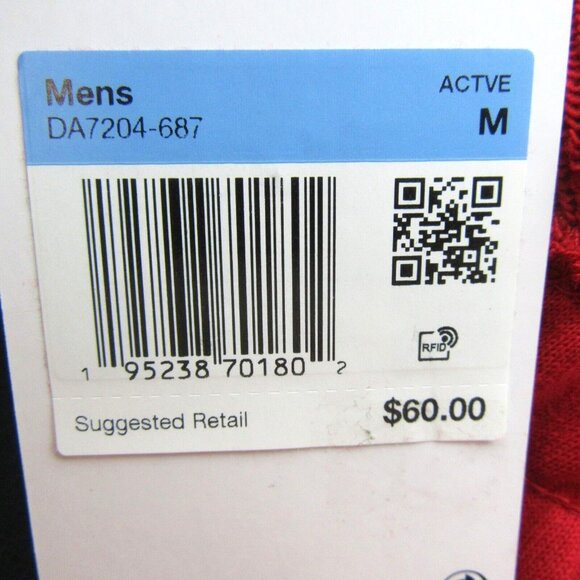 Mens
ACTVE
DA7204-687
M
RFID
1 95238 70180 2
Suggested Retail
$60.00